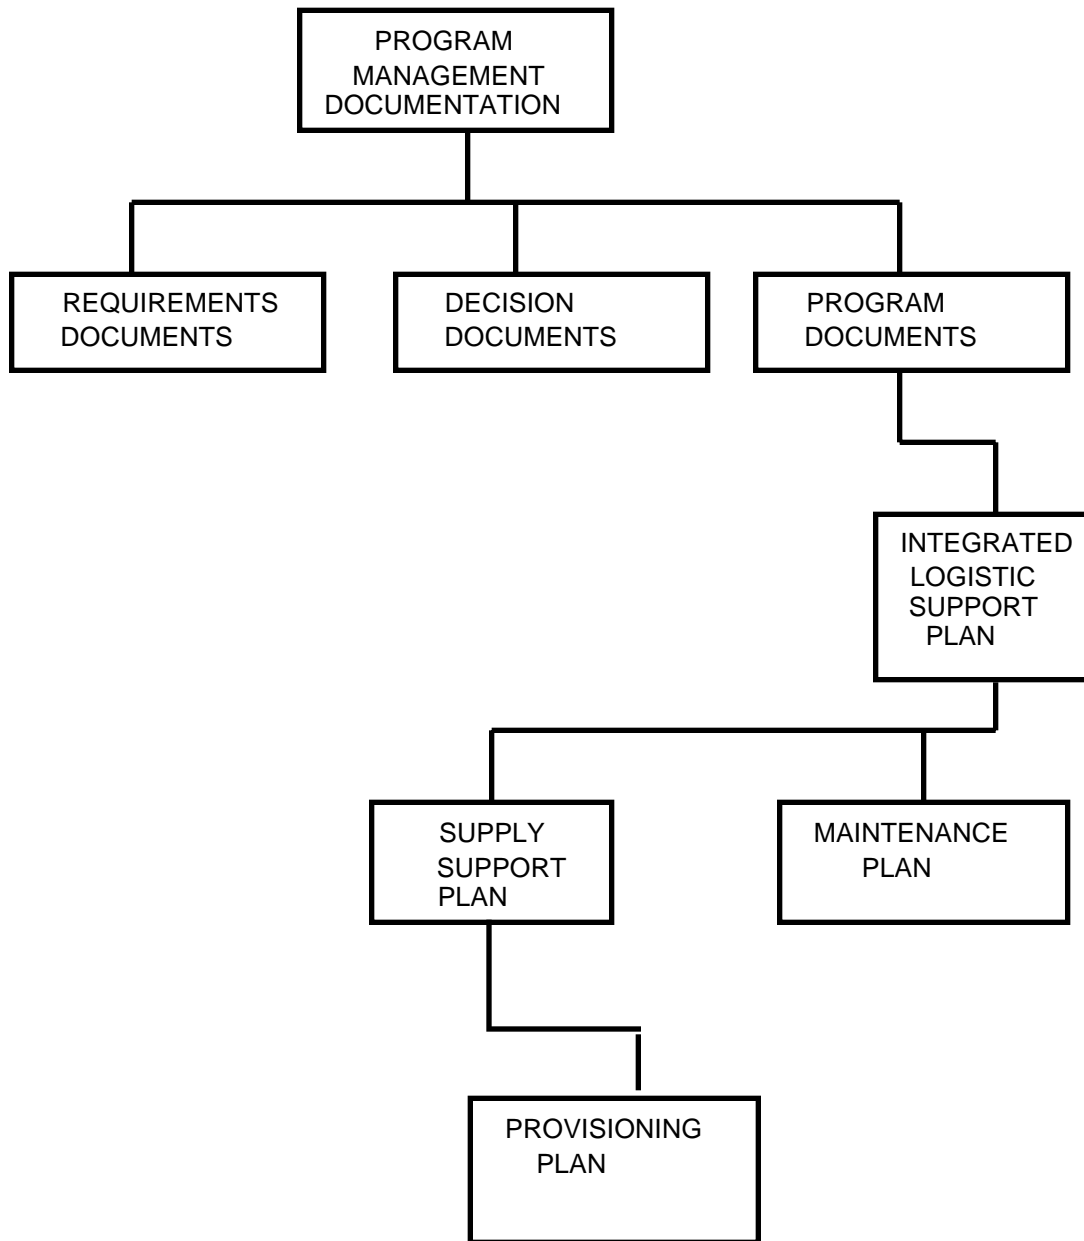 PROGRAM
MANAGEMENT
DOCUMENTATION
REQUIREMENTS
DOCUMENTS
DECISION
DOCUMENTS
PROGRAM
DOCUMENTS
INTEGRATED
LOGISTIC
SUPPORT
PLAN
SUPPLY
SUPPORT
PLAN
MAINTENANCE
PLAN
PROVISIONING
PLAN